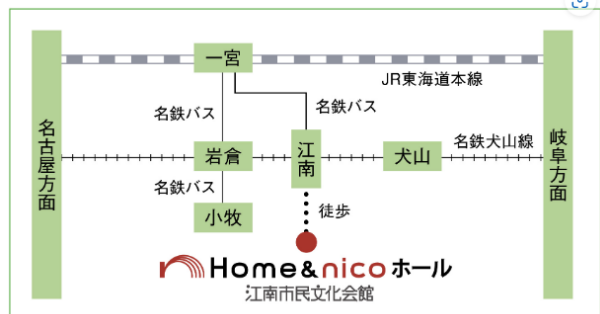 一宮
JR東海道本線
名鉄バス
名鉄バス
名古屋方面
岩倉
江南
犬山
名鉄犬山線
岐阜方面
名鉄バス
小牧
徒歩
Home&nicoホール
江南市民文化会館